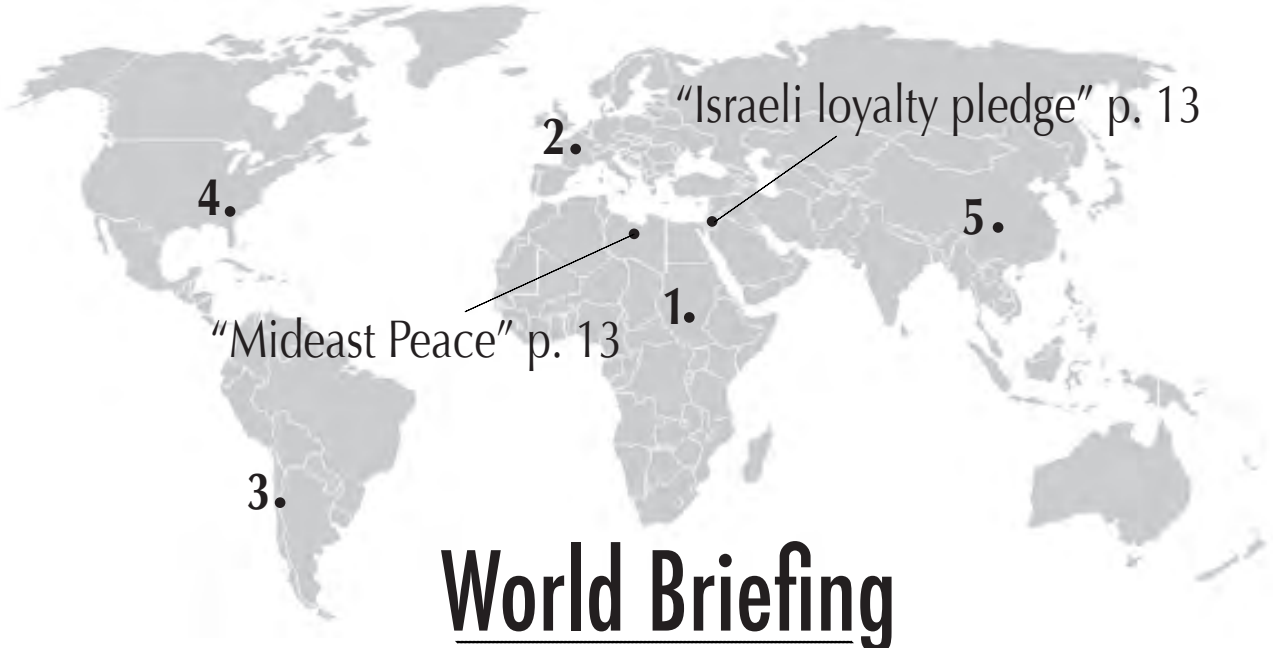 “Israeli loyalty pledge” p. 13
2.
4.
5.
1.
“Mideast Peace” p. 13
3.
World Briefing